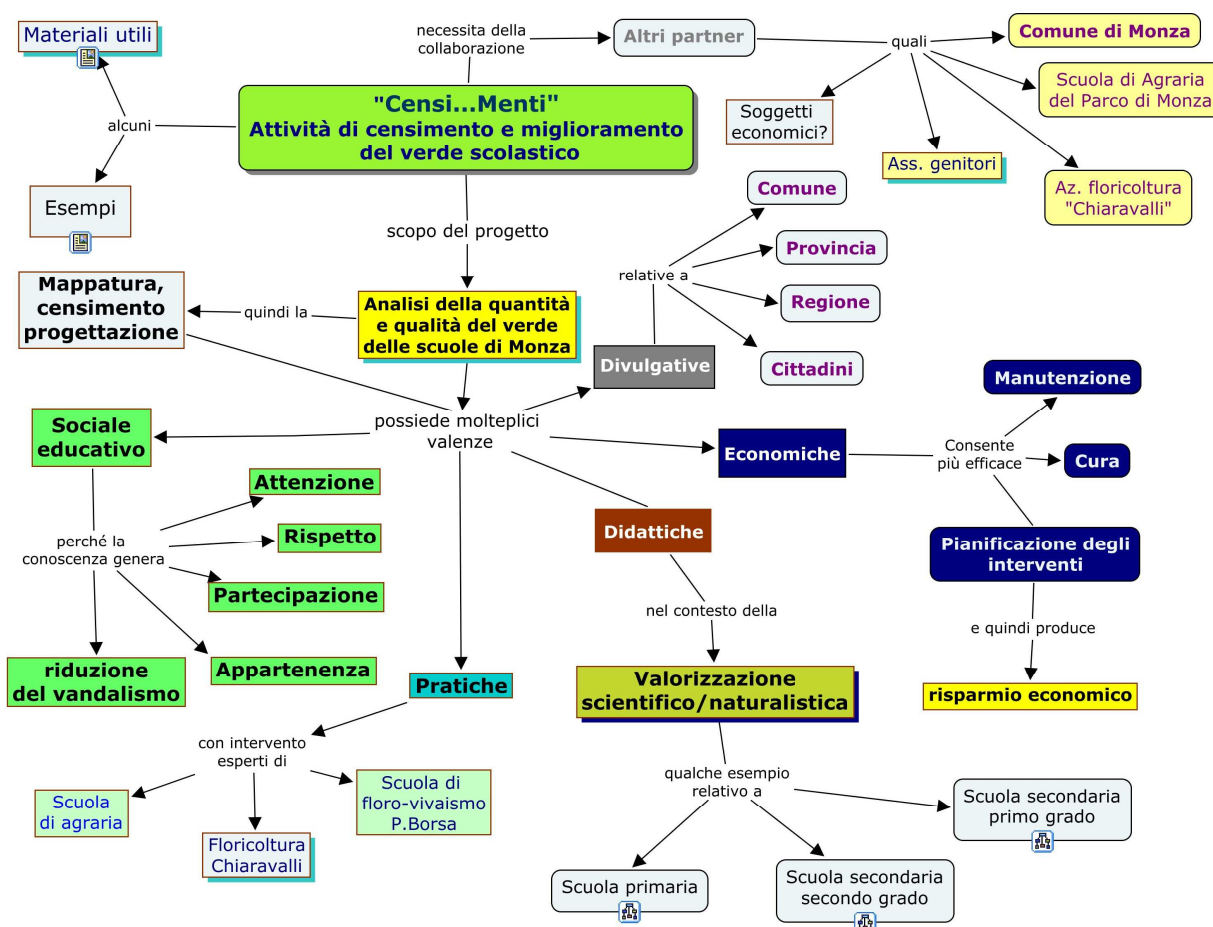 Materiali utili
necessita della
collaborazione
Altri partner
quali
Comune di Monza
Scuola di Agraria
del Parco di Monza
Soggetti
economici?
Ass. genitori
Az. floricoltura
"Chiaravalli"
alcuni
"Censi...Menti"
Attività di censimento e miglioramento
del verde scolastico
Esempi
scopo del progetto
Comune
Provincia
relative a
Regione
Cittadini
Divulgative
Mappatura,
censimento
progettazione
quindi la
Analisi della quantità
e qualità del verde
delle scuole di Monza
possiede molteplici
valenze
Sociale
educativo
Economiche
Consente
più efficace
Manutenzione
Cura
Pianificazione degli
interventi
e quindi produce
risparmio economico
Attenzione
perché la
conoscenza genera
Rispetto
Partecipazione
Appartenenza
riduzione
del vandalismo
Didattiche
nel contesto della
Valorizzazione
scientifico/naturalistica
Pratiche
con intervento
esperti di
Scuola
di agraria
Floricoltura
Chiaravalli
Scuola di
floro-vivaismo
P.Borsa
qualche esempio
relativo a
Scuola primaria
Scuola secondaria
secondo grado
Scuola secondaria
primo grado